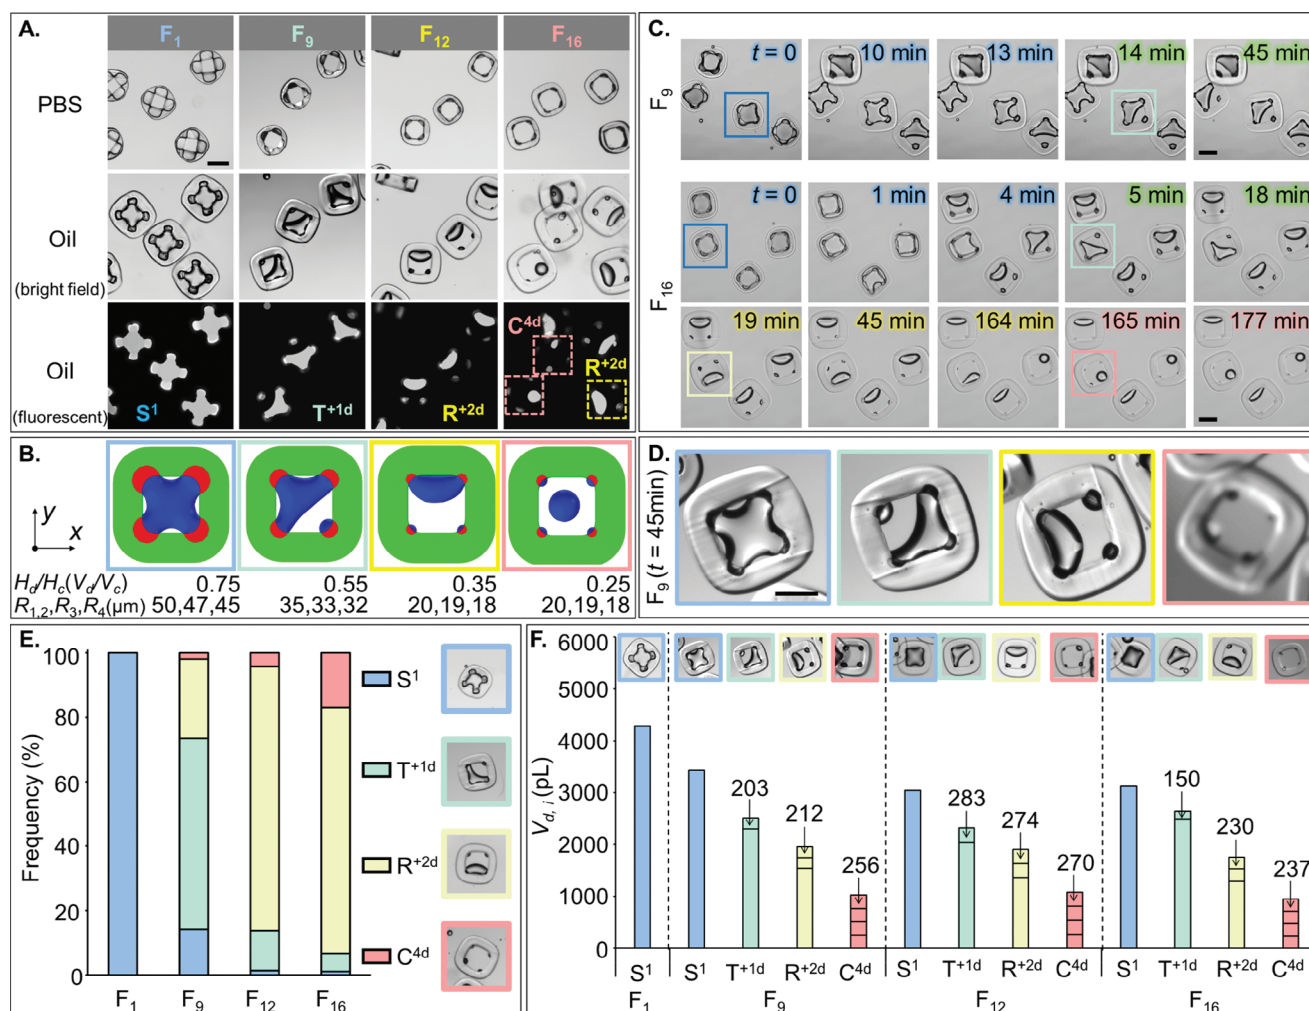 A.
F1 F9 F12 F16
PBS
Oil
(bright field)
Oil
(fluorescent)
S1 T+1d R+2d C4d R+2d
B.
y
x
Hd/Hc(Vd/Vc) 0.75 0.55 0.35 0.25
R1,2,R3,R4(µm) 50,47,45 35,33,32 20,19,18 20,19,18
C.
F9
t = 0 10 min 13 min 14 min 45 min
F16
t = 0 1 min 4 min 5 min 18 min
19 min 45 min 164 min 165 min 177 min
D.
F9 (t = 45min)
E.
Frequency (%)
100
80
60
40
20
0
F1 F9 F12 F16
S1
T+1d
R+2d
C4d
F.
Vd, i (pL)
6000
5000
4000
3000
2000
1000
0
203 212 256 283 274 270 150 230 237
S1 S1 T+1d R+2d C4d S1 T+1d R+2d C4d S1 T+1d R+2d C4d
F1 F9 F12 F16